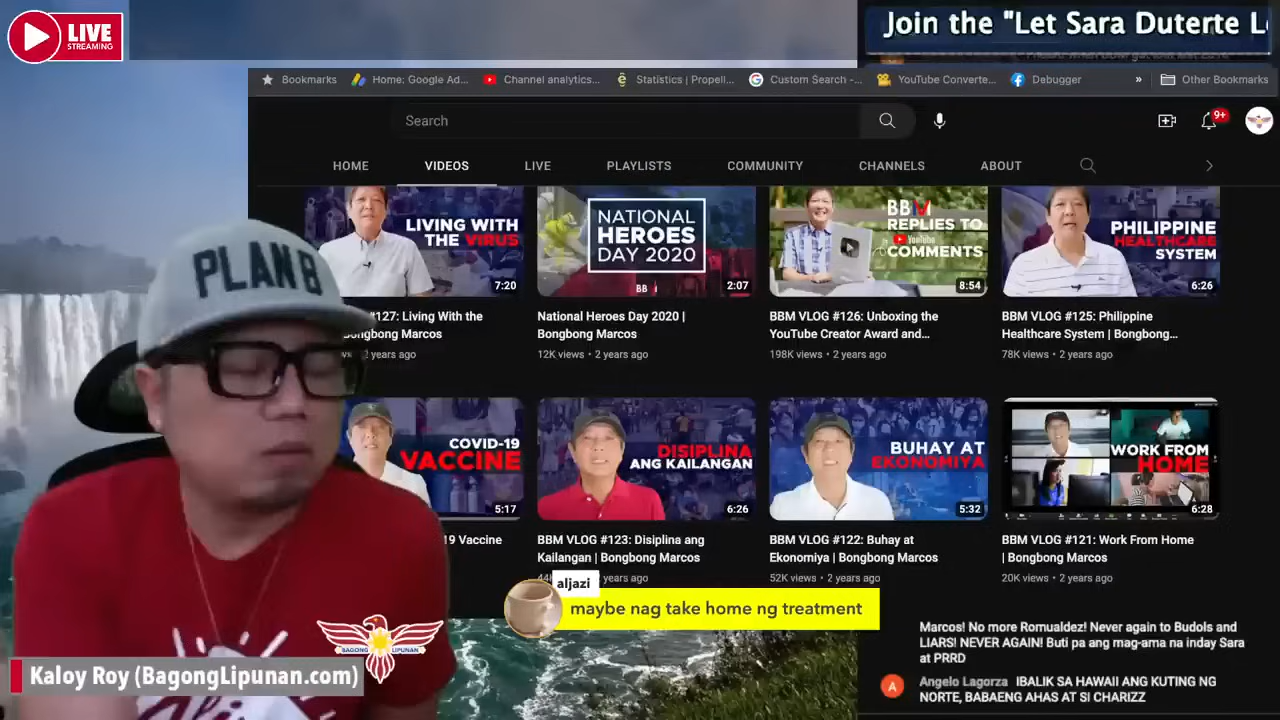 LIVE
STREAMING
Join the "Let Sara Duterte L
Bookmarks
Home: Google Ad...
Channel analytics...
Statistics | Propell...
Custom Search -...
YouTube Converte...
Debugger
»
Other Bookmarks
Search
9+
HOME
VIDEOS
LIVE
PLAYLISTS
COMMUNITY
CHANNELS
ABOUT
LIVING WITH
THE VIRUS
7:20
NATIONAL
HEROES
DAY 2020
2:07
BBM
REPLIES TO
YouTube
COMMENTS
8:54
PHILIPPINE
HEALTHCARE
SYSTEM
6:26
#127: Living With the
ongbong Marcos
2 years ago
National Heroes Day 2020 |
Bongbong Marcos
12K views • 2 years ago
BBM VLOG #126: Unboxing the
YouTube Creator Award and...
198K views • 2 years ago
BBM VLOG #125: Philippine
Healthcare System | Bongbong...
78K views • 2 years ago
COVID-19
VACCINE
5:17
DISIPLINA
ANG KAILANGAN
6:26
BUHAY AT
EKONOMIYA
5:32
WORK FROM
HOME
6:28
19 Vaccine
BBM VLOG #123: Disiplina ang
Kailangan | Bongbong Marcos
years ago
BBM VLOG #122: Buhay at
Ekonomiya | Bongbong Marcos
52K views • 2 years ago
BBM VLOG #121: Work From Home
| Bongbong Marcos
20K views • 2 years ago
PLAN B
aljazi
maybe nag take home ng treatment
BAGONG LIPUNAN
Kaloy Roy (BagongLipunan.com)
Marcos! No more Romualdez! Never again to Budols and
LIARS! NEVER AGAIN! Buti pa ang mag-ama na inday Sara
at PRRD
A
Angelo Lagorza IBALIK SA HAWAII ANG KUTING NG
NORTE, BABAENG AHAS AT SI CHARIZZ